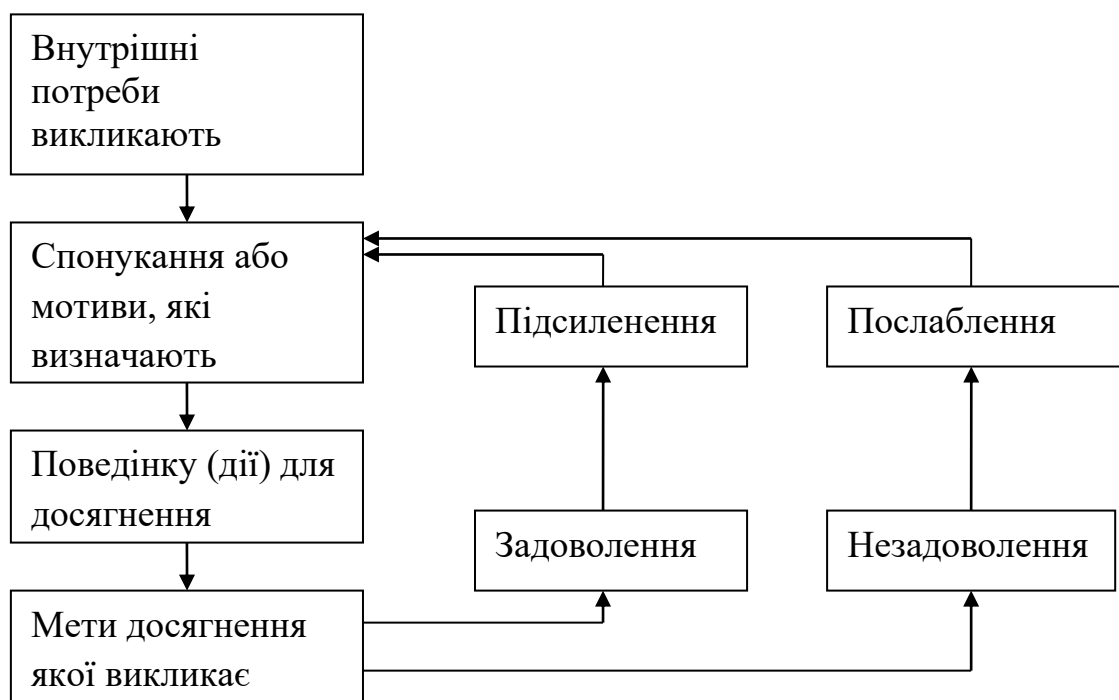 Внутрішні
потреби
викликають
Спонукання або
мотиви, які
визначають
Підсиленення
Послаблення
Поведінку (дії) для
досягнення
Задоволення
Незадоволення
Мети досягнення
якої викликає